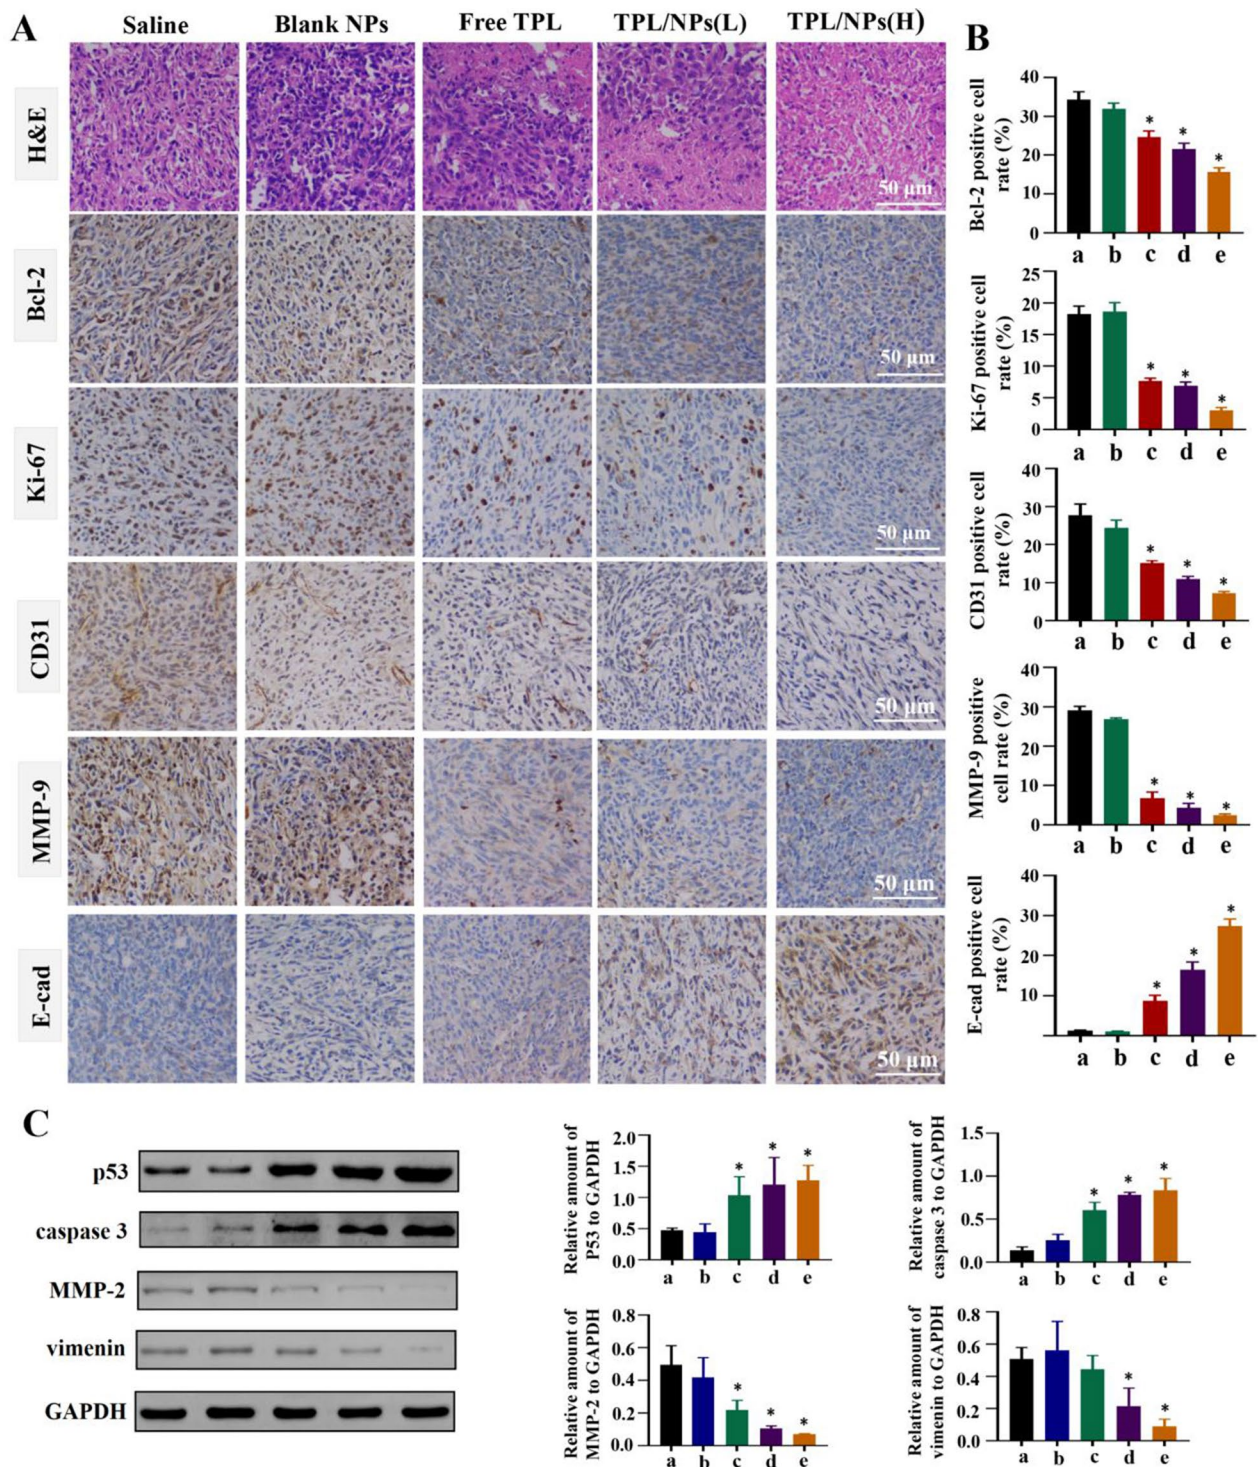 A
Saline
Blank NPs
Free TPL
TPL/NPs(L)
TPL/NPs(H)
H&E
50 μm
Bcl-2
50 μm
Ki-67
50 μm
CD31
50 μm
MMP-9
50 μm
E-cad
50 μm
B
Bcl-2 positive cell
rate (%)
40
30
20
10
0
* * *
a b c d e
Ki-67 positive cell
rate (%)
25
20
15
10
5
0
* * *
a b c d e
CD31 positive cell
rate (%)
40
30
20
10
0
* * *
a b c d e
MMP-9 positive
cell rate (%)
40
30
20
10
0
* * *
a b c d e
E-cad positive cell
rate (%)
40
30
20
10
* * *
a b c d e
C
p53
caspase 3
MMP-2
vimenin
GAPDH
Relative amount of
P53 to GAPDH
2.0
1.5
1.0
0.5
0.0
* * *
a b c d e
Relative amount of
caspase 3 to GAPDH
1.5
1.0
0.5
0.0
* * *
a b c d e
Relative amount of
MMP-2 to GAPDH
0.8
0.6
0.4
0.2
0.0
* * *
a b c d e
Relative amount of
vimenin to GAPDH
0.8
0.6
0.4
0.2
0.0
* *
a b c d e